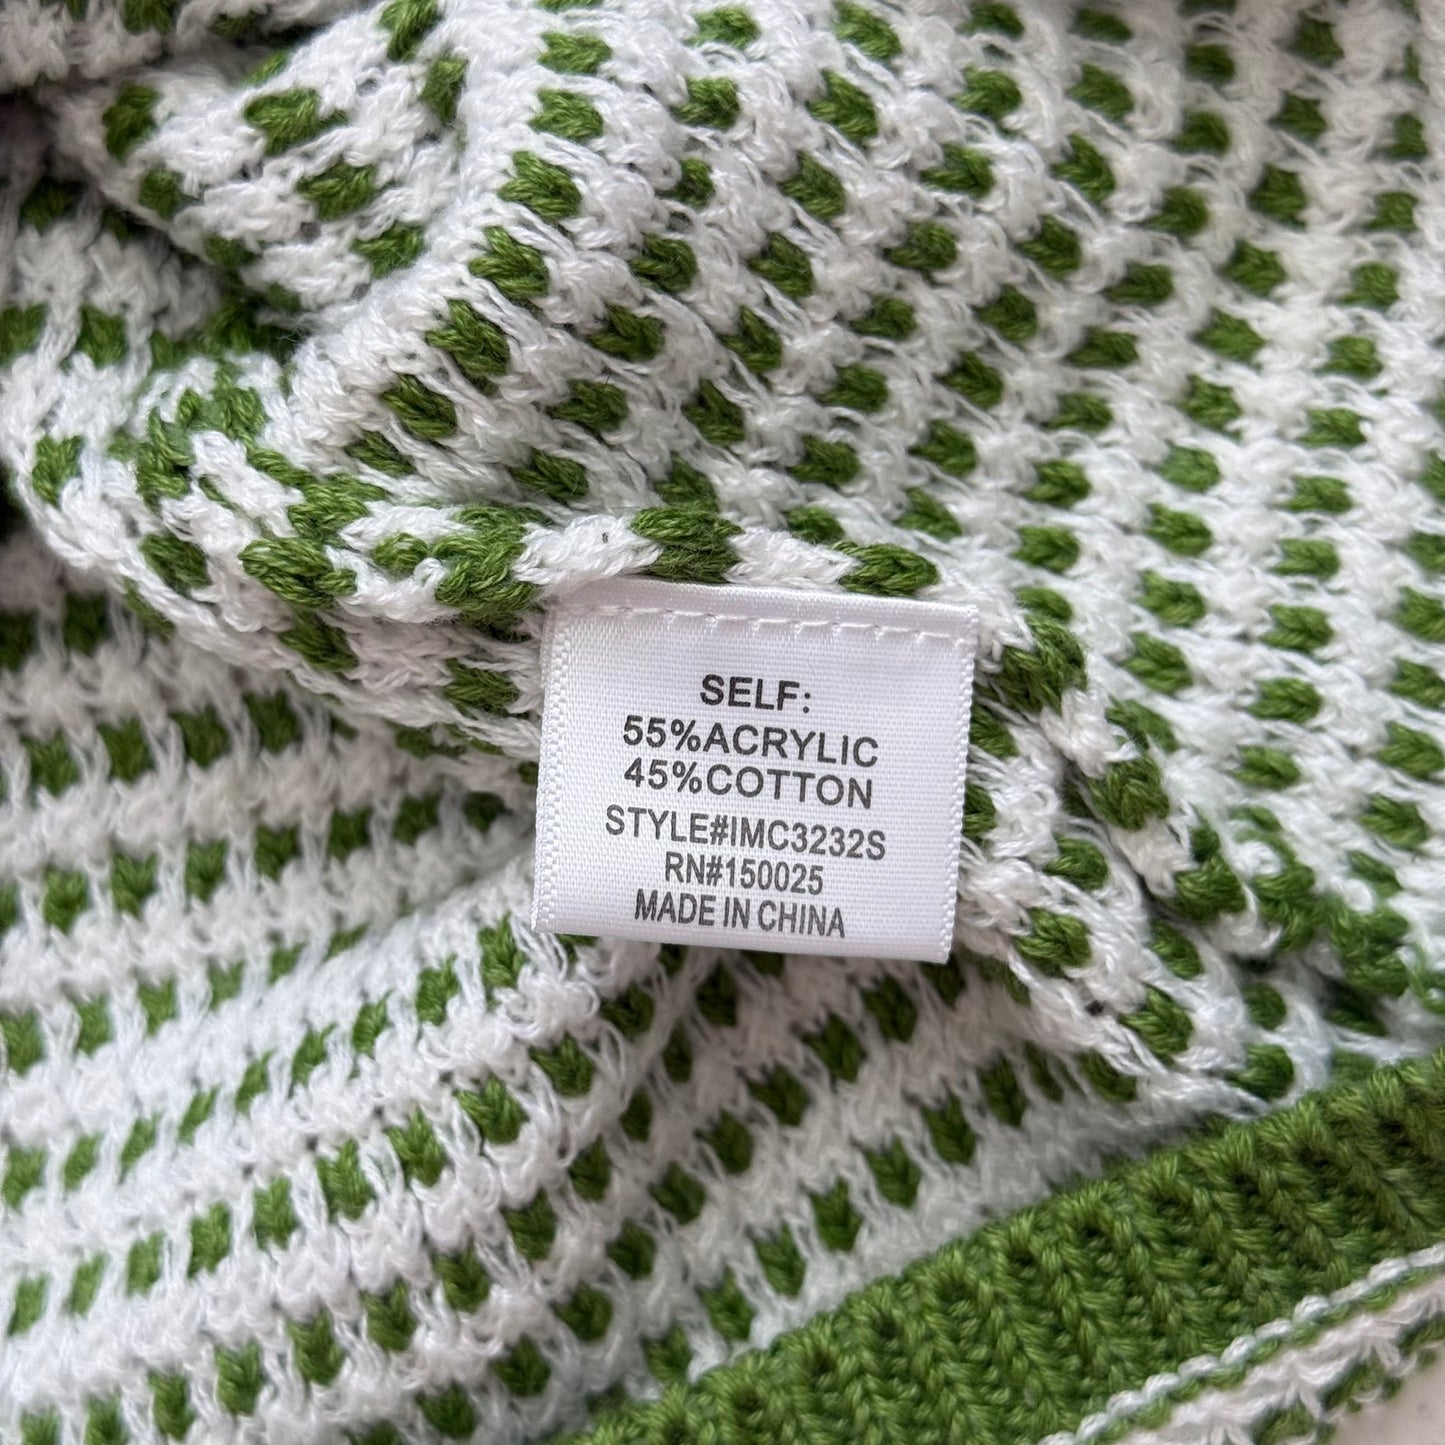 SELF:
55%ACRYLIC
45%COTTON
STYLE#IMC3232S
RN#150025
MADE IN CHINA